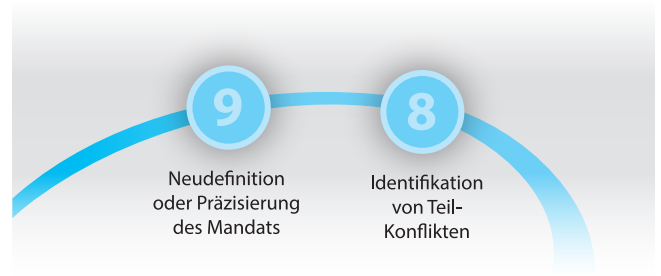 9
Neudefinition
oder Präzisierung
des Mandats
8
Identifikation
von Teil-
Konflikten